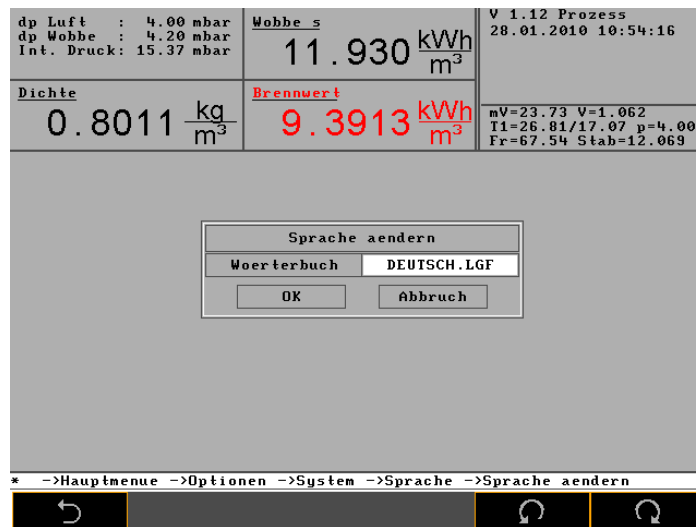 dp Luft   :  4.00 mbar
dp Wobbe  :  4.20 mbar
Int. Druck: 15.37 mbar
Wobbe s
11.930 kWh/m³
V 1.12 Prozess
28.01.2010 10:54:16
Dichte
0.8011 kg/m³
Brennwert
9.3913 kWh/m³
mV=23.73 V=1.062
T1=26.81/17.07 p=4.00
Fr=67.54 Stab=12.069
Sprache aendern
Woerterbuch DEUTSCH.LGF
OK Abbruch
* ->Hauptmenue ->Optionen ->System ->Sprache ->Sprache aendern